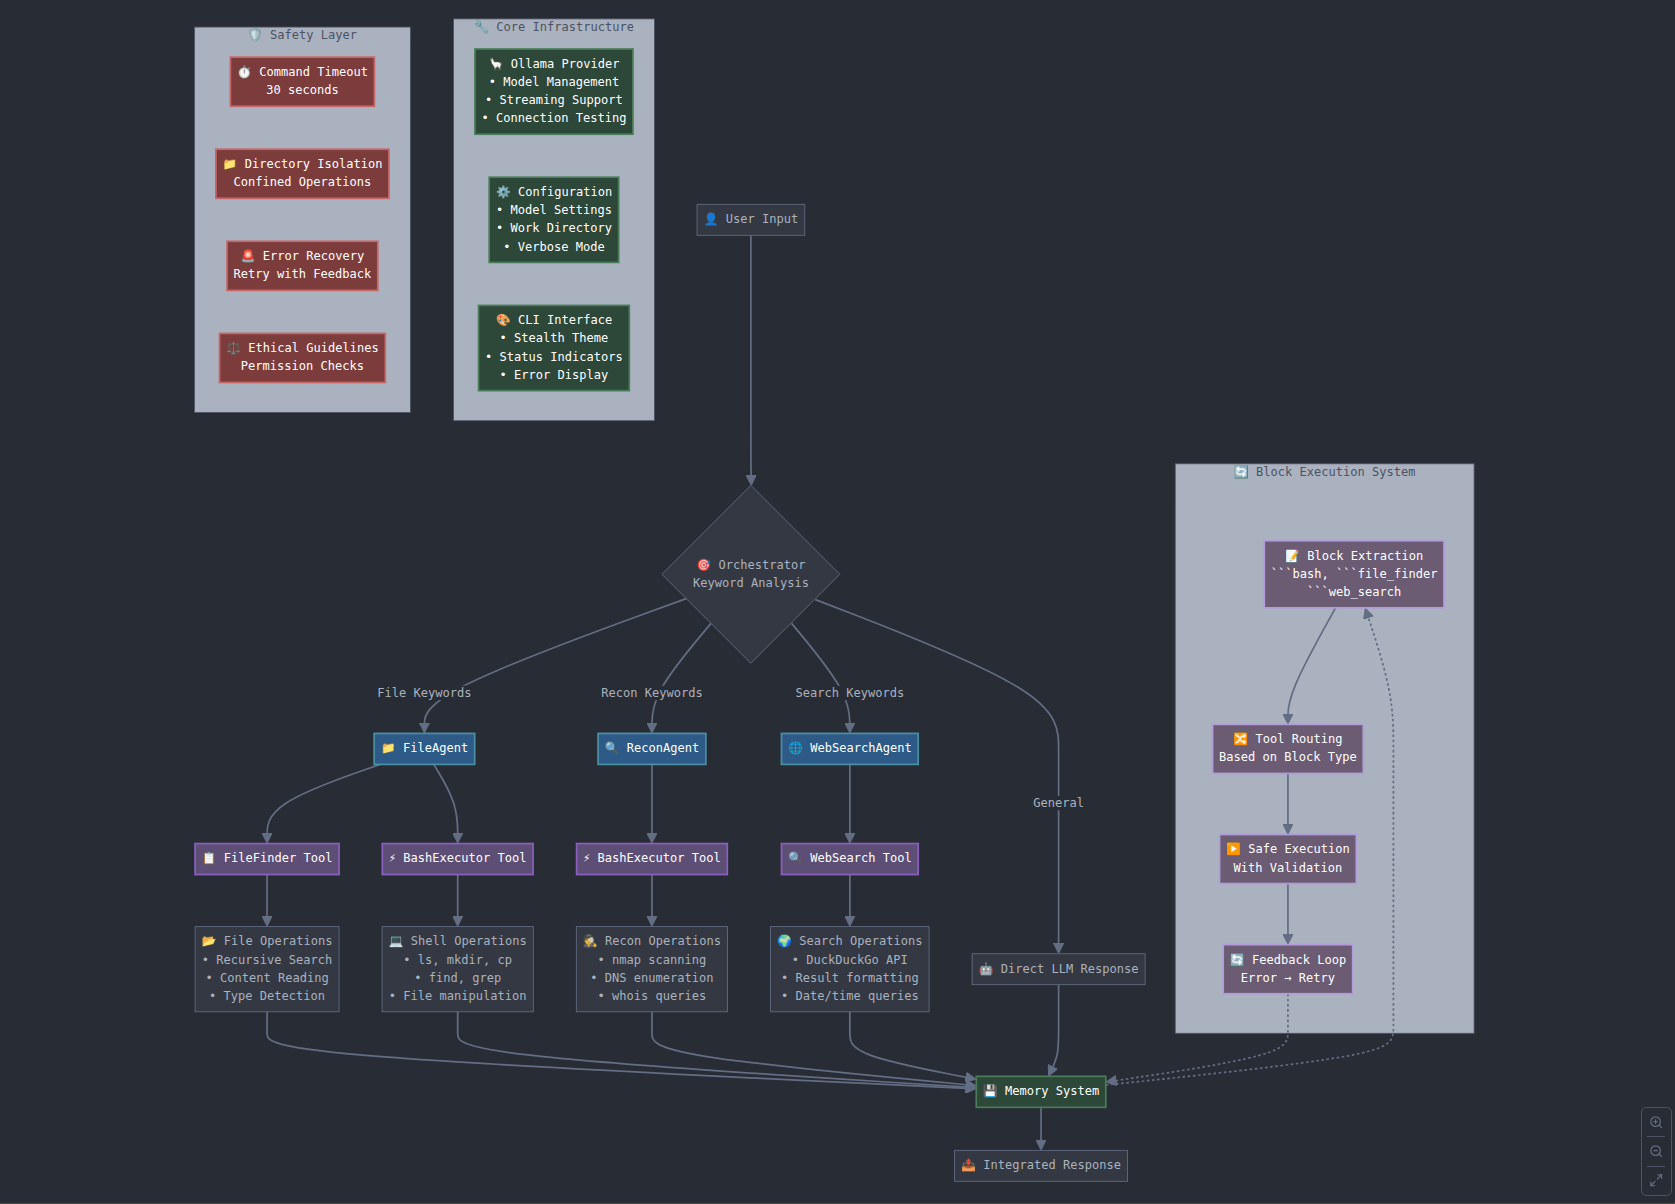 🛡️ Safety Layer
⏱️ Command Timeout
30 seconds
📁 Directory Isolation
Confined Operations
🚨 Error Recovery
Retry with Feedback
⚖️ Ethical Guidelines
Permission Checks
🔧 Core Infrastructure
🦙 Ollama Provider
• Model Management
• Streaming Support
• Connection Testing
⚙️ Configuration
• Model Settings
• Work Directory
• Verbose Mode
🎨 CLI Interface
• Stealth Theme
• Status Indicators
• Error Display
👤 User Input
🎯 Orchestrator
Keyword Analysis
File Keywords
Recon Keywords
Search Keywords
General
📁 FileAgent
🔍 ReconAgent
🌐 WebSearchAgent
📋 FileFinder Tool
⚡ BashExecutor Tool
⚡ BashExecutor Tool
🔍 WebSearch Tool
📂 File Operations
• Recursive Search
• Content Reading
• Type Detection
💻 Shell Operations
• ls, mkdir, cp
• find, grep
• File manipulation
🕵️ Recon Operations
• nmap scanning
• DNS enumeration
• whois queries
🌍 Search Operations
• DuckDuckGo API
• Result formatting
• Date/time queries
🤖 Direct LLM Response
🔄 Block Execution System
📝 Block Extraction
```bash, ```file_finder
```web_search
🔀 Tool Routing
Based on Block Type
▶️ Safe Execution
With Validation
🔄 Feedback Loop
Error → Retry
💾 Memory System
📤 Integrated Response